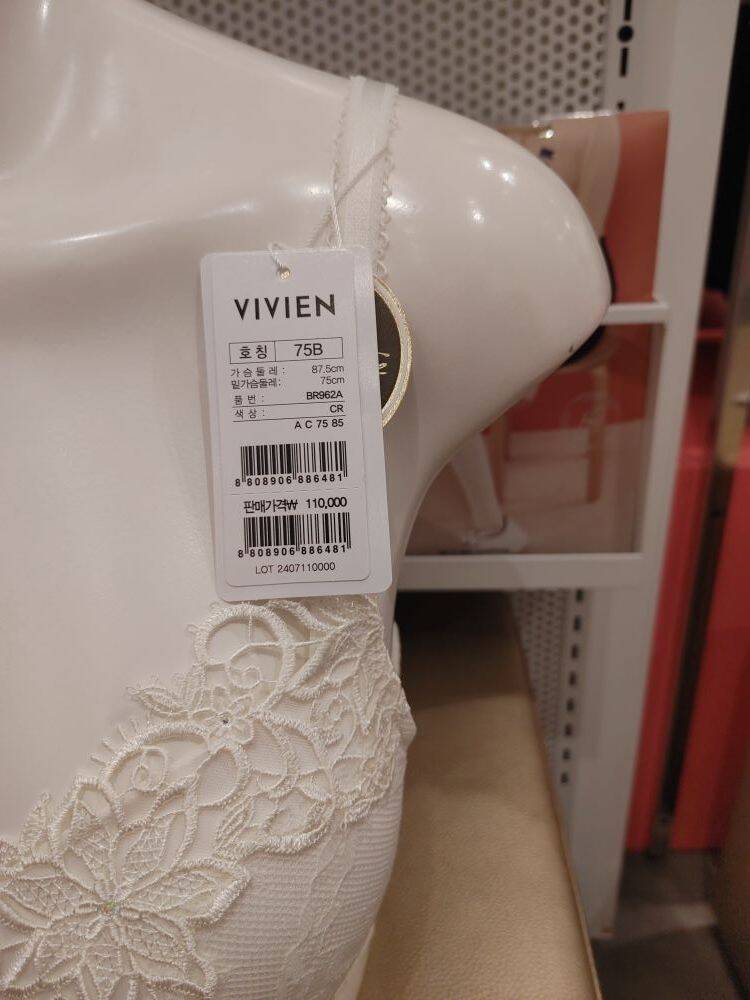 VIVIEN
호칭 75B
가슴둘레: 87.5cm
밑가슴둘레: 75cm
품번: BR962A
색상: CR
A C 75 85
8 808906 886481
판매가격₩ 110,000
8 808906 886481
LOT 2407110000